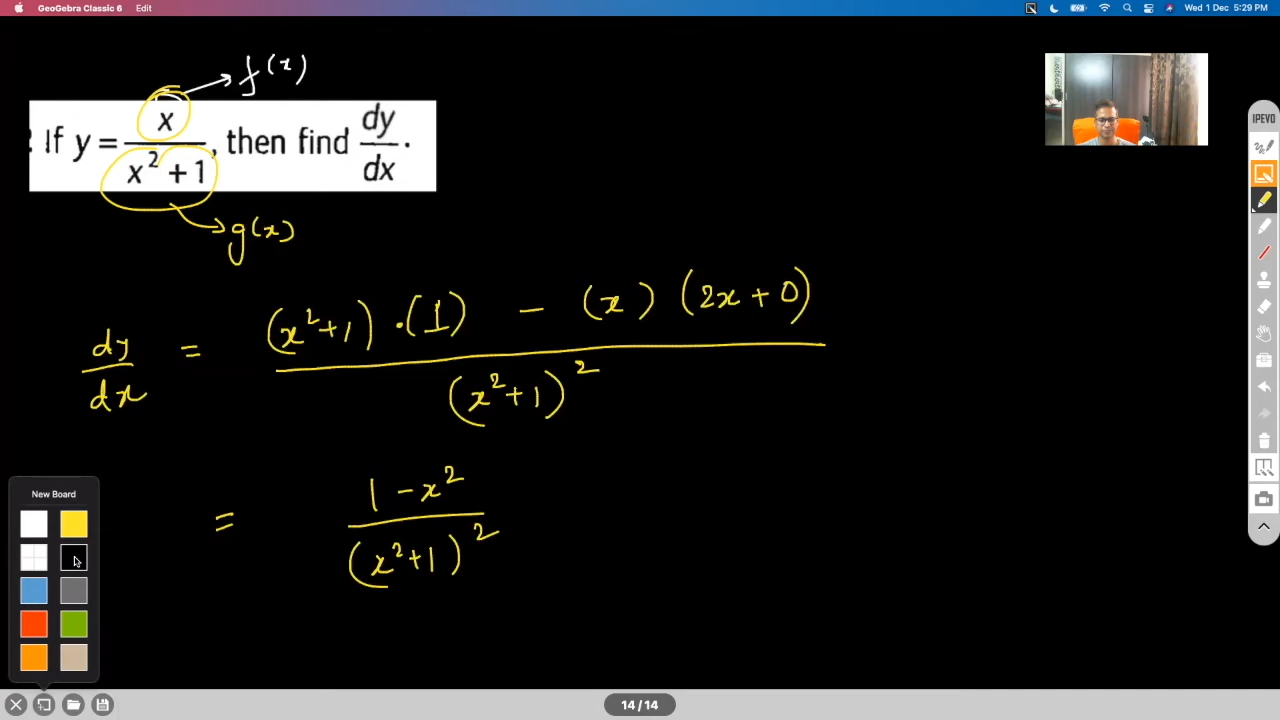 GeoGebra Classic 6 Edit
Wed 1 Dec 5:29 PM
f(x)
If y = x / (x² + 1), then find dy/dx.
g(x)
IPEVO
dy/dx = ((x²+1) · (1) − (x) (2x + 0)) / (x²+1)²
= (1 − x²) / (x²+1)²
New Board
14 / 14